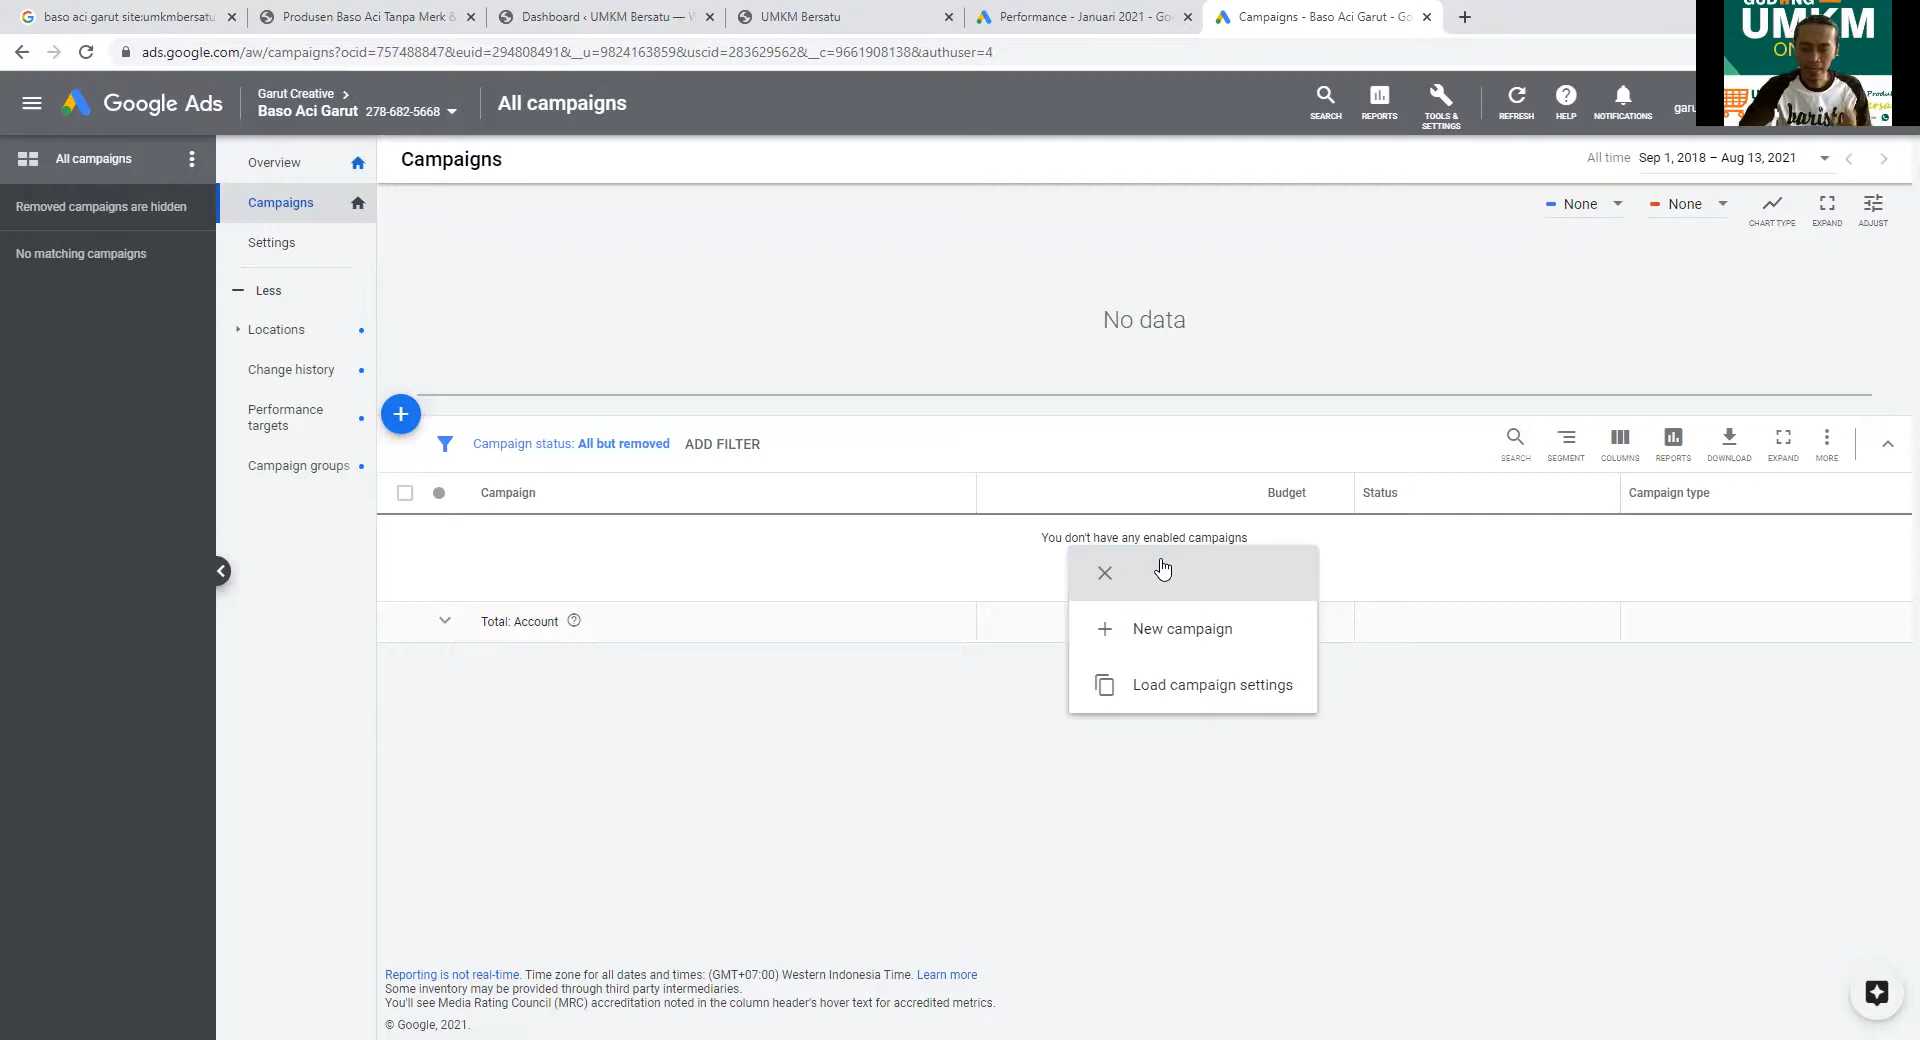 baso aci garut site:umkmbersatu
Produsen Baso Aci Tanpa Merk &
Dashboard ‹ UMKM Bersatu — W
UMKM Bersatu
Performance - Januari 2021 - Go
Campaigns - Baso Aci Garut - Go
ads.google.com/aw/campaigns?ocid=757488847&euid=294808491&__u=9824163859&uscid=283629562&__c=9661908138&authuser=4
UMKM
Google Ads
Garut Creative
Baso Aci Garut 278-682-5668
All campaigns
SEARCH
REPORTS
TOOLS &
SETTINGS
REFRESH
HELP
NOTIFICATIONS
garu
barista
All campaigns
Removed campaigns are hidden
No matching campaigns
Overview
Campaigns
Settings
Less
Locations
Change history
Performance
targets
Campaign groups
Campaigns
All time Sep 1, 2018 – Aug 13, 2021
None
None
CHART TYPE
EXPAND
ADJUST
No data
Campaign status: All but removed ADD FILTER
SEARCH
SEGMENT
COLUMNS
REPORTS
DOWNLOAD
EXPAND
MORE
Campaign
Budget
Status
Campaign type
You don't have any enabled campaigns
New campaign
Load campaign settings
Total: Account
Reporting is not real-time. Time zone for all dates and times: (GMT+07:00) Western Indonesia Time. Learn more
Some inventory may be provided through third party intermediaries.
You'll see Media Rating Council (MRC) accreditation noted in the column header's hover text for accredited metrics.
© Google, 2021.